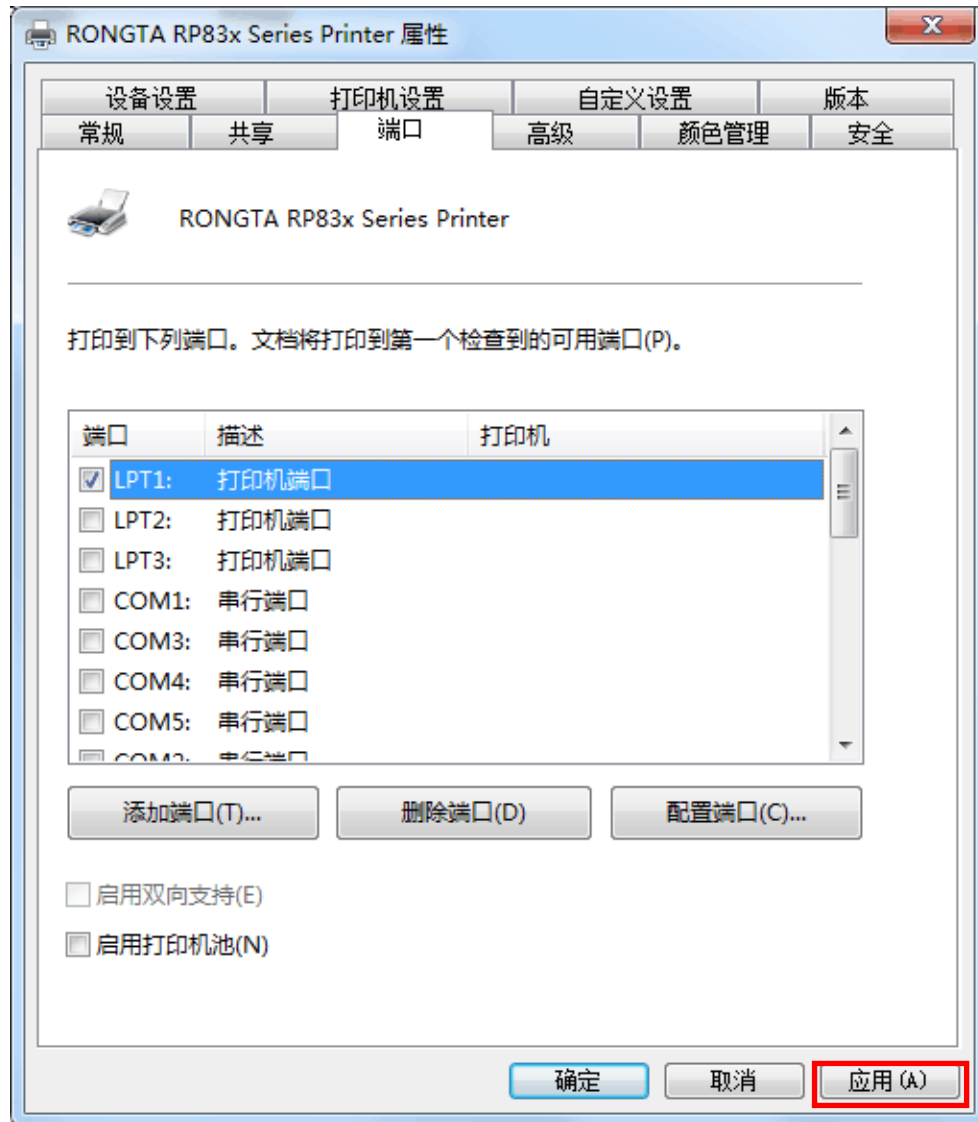 RONGTA RP83x Series Printer 属性
设备设置 打印机设置 自定义设置 版本
常规 共享 端口 高级 颜色管理 安全
RONGTA RP83x Series Printer
打印到下列端口。文档将打印到第一个检查到的可用端口(P)。
端口 描述 打印机
LPT1: 打印机端口
LPT2: 打印机端口
LPT3: 打印机端口
COM1: 串行端口
COM3: 串行端口
COM4: 串行端口
COM5: 串行端口
COM2: 串行端口
添加端口(T)... 删除端口(D) 配置端口(C)...
启用双向支持(E)
启用打印机池(N)
确定 取消 应用(A)